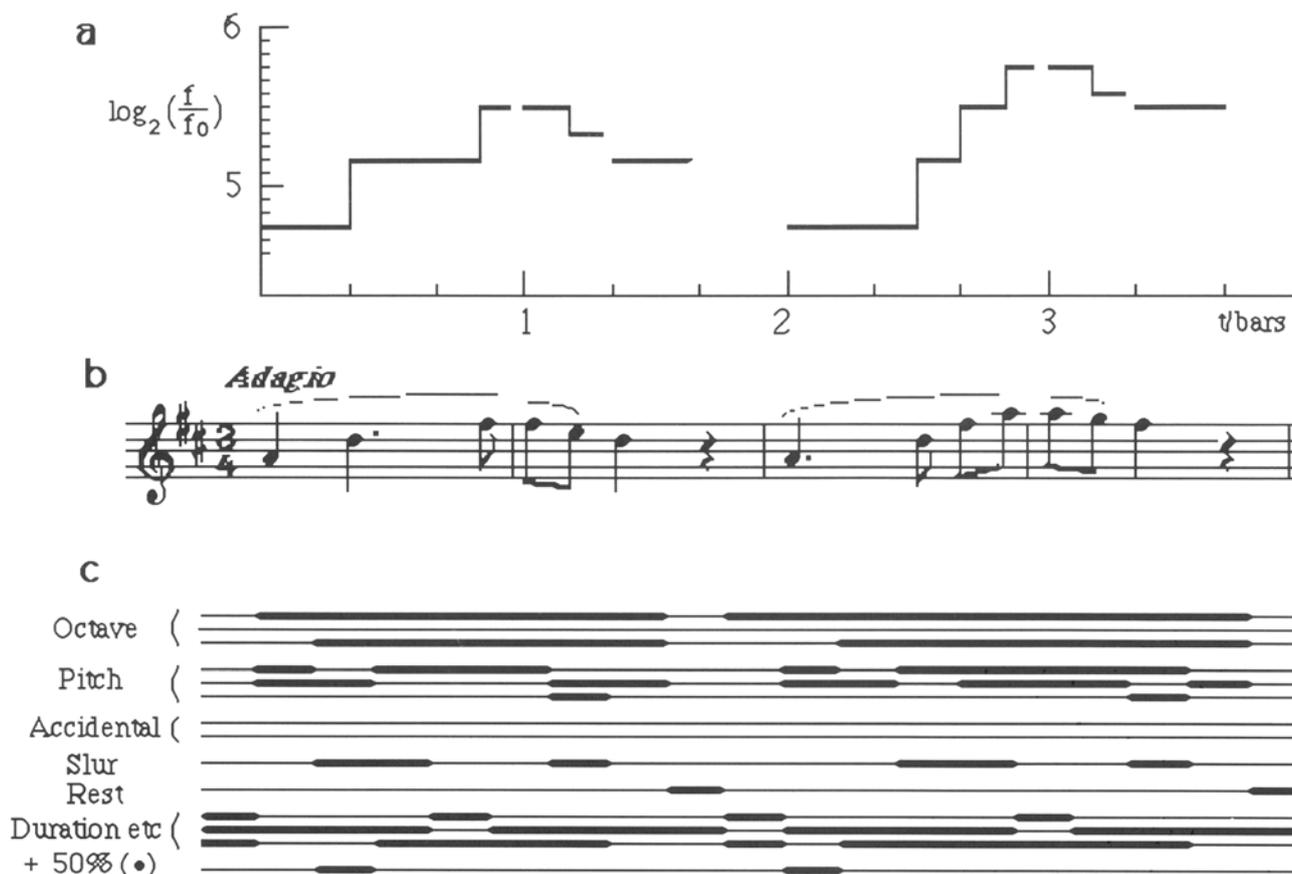 a
6
log₂(f/f₀)
5
1 2 3 t/bars
b
Adagio
3
4
c
Octave (
Pitch (
Accidental (
Slur
Rest
Duration etc (
+ 50% (•)